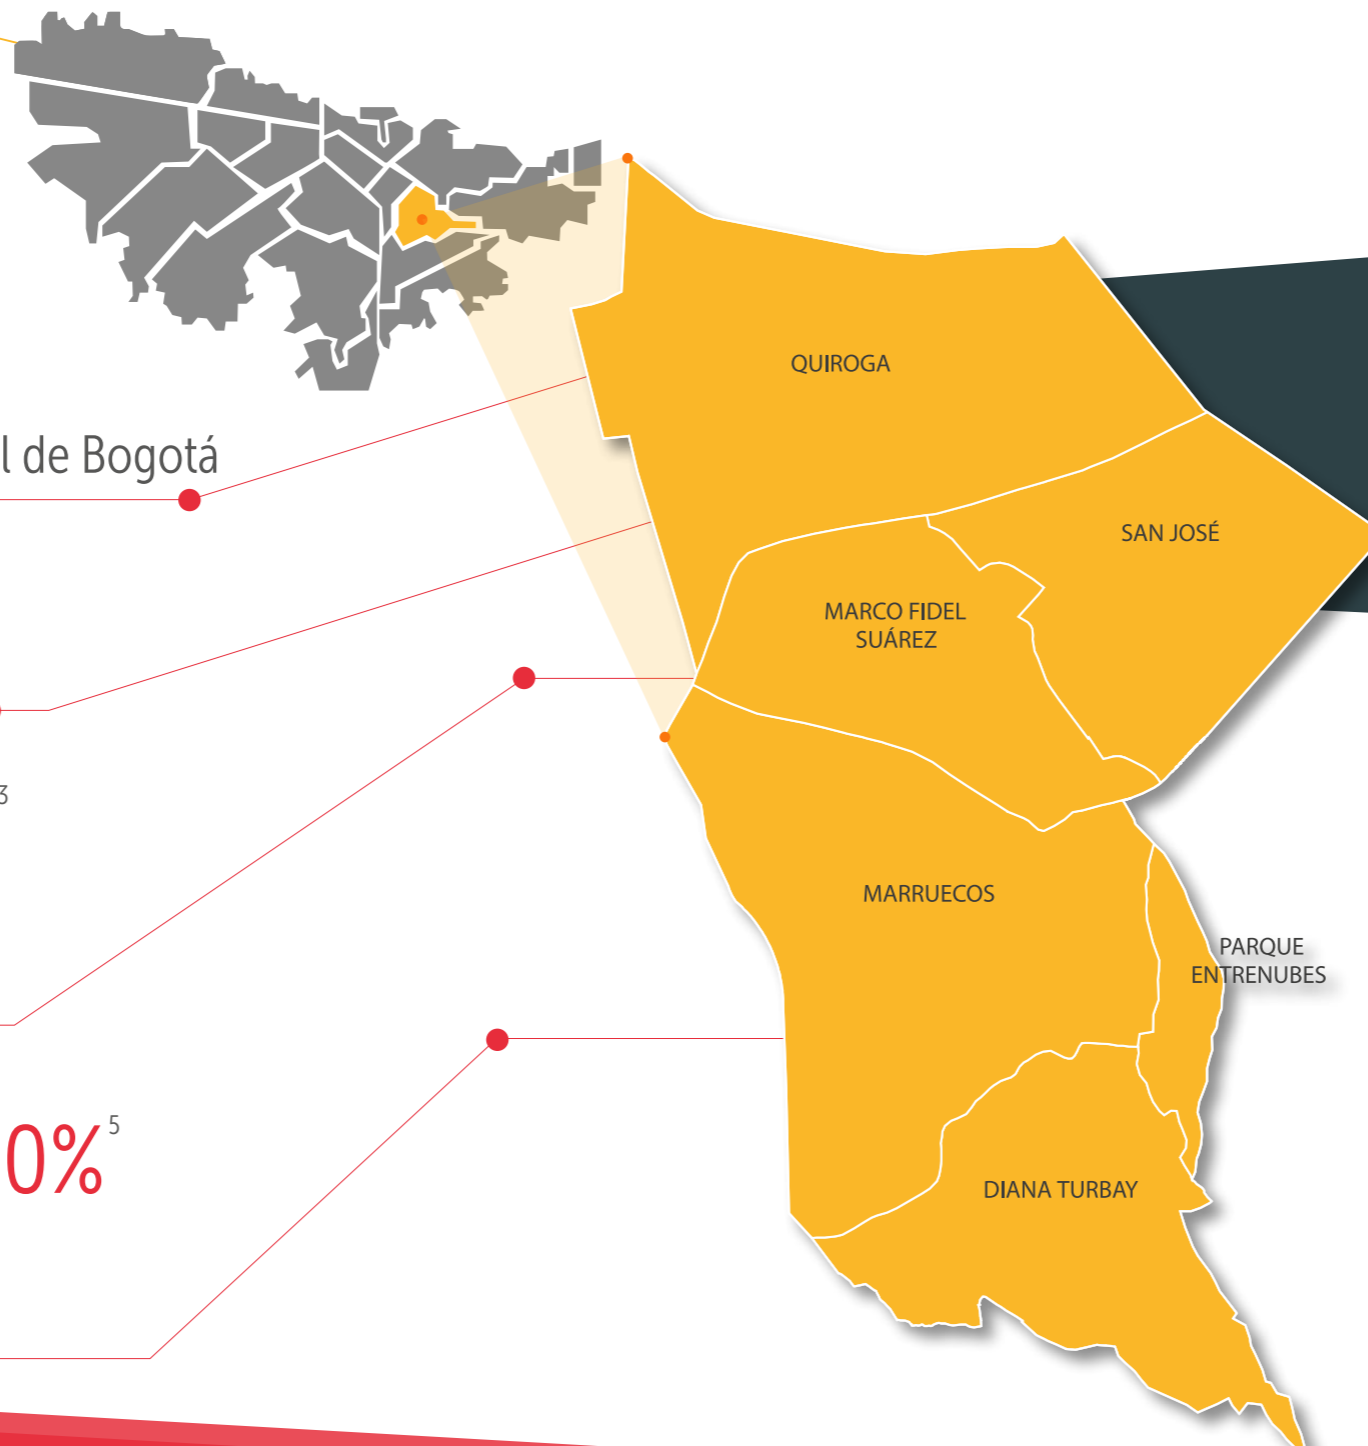 QUIROGA
l de Bogotá
SAN JOSÉ
MARCO FIDEL
SUÁREZ
3
MARRUECOS
PARQUE
ENTRENUBES
0%5
DIANA TURBAY